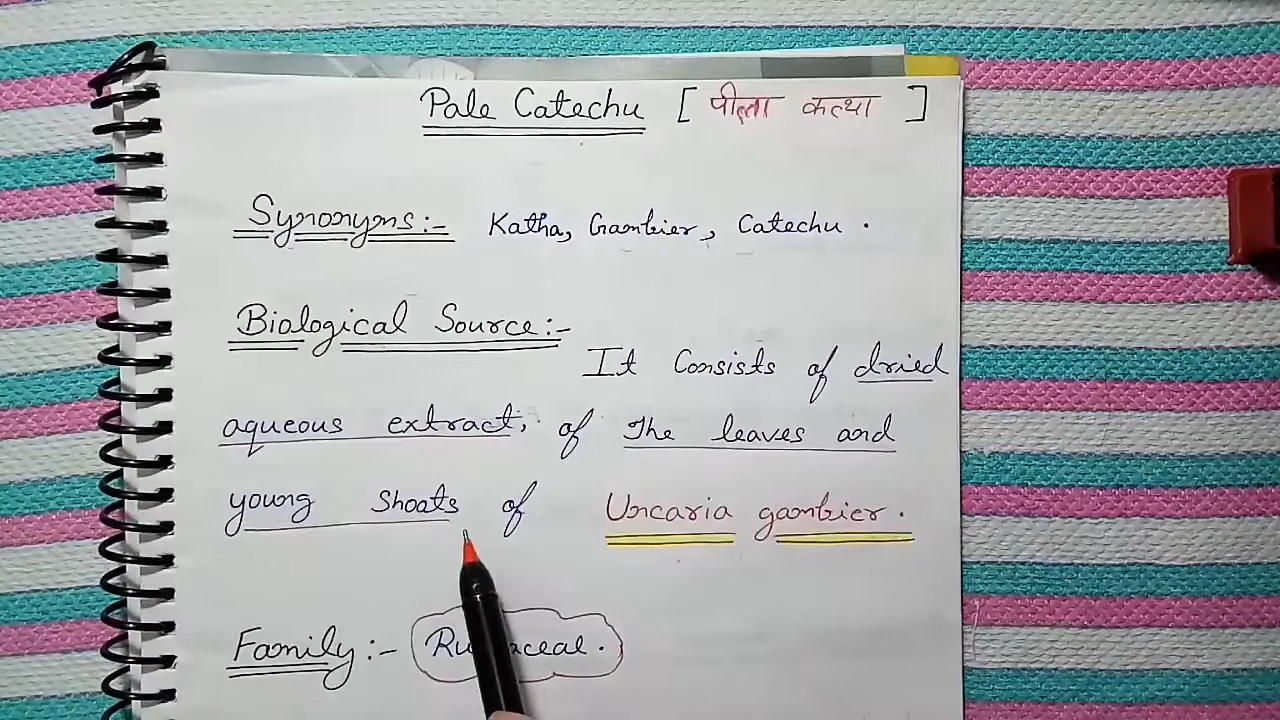 Pale Catechu [ पीला कत्था ]
Synonyms:- Katha, Gambier, Catechu.
Biological Source:-
It Consists of dried
aqueous extract, of The leaves and
young Shoots of Uncaria gambier.
Family:-